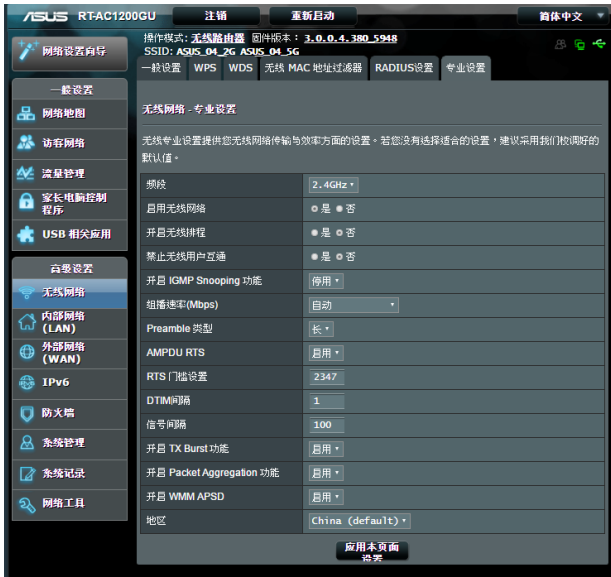 ASUS RT-AC1200GU 注销 重新启动 简体中文
操作模式: 无线路由器 固件版本: 3.0.0.4.380_5948
SSID: ASUS_04_2G ASUS_04_5G
网络设置向导
一般设置 WPS WDS 无线 MAC 地址过滤器 RADIUS设置 专业设置
一般设置
网络地图
访客网络
流量管理
家长电脑控制
程序
USB 相关应用
高级设置
无线网络
内部网络
(LAN)
外部网络
(WAN)
IPv6
防火墙
系统管理
系统记录
网络工具
无线网络 - 专业设置
无线专业设置提供您无线网络传输与效率方面的设置。若您没有选择适合的设置,建议采用我们校调好的
默认值。
频段 2.4GHz
启用无线网络 是 否
开启无线排程 是 否
禁止无线用户互通 是 否
开启 IGMP Snooping 功能 停用
组播速率(Mbps) 自动
Preamble 类型 长
AMPDU RTS 启用
RTS 门槛设置 2347
DTIM间隔 1
信号间隔 100
开启 TX Burst 功能 启用
开启 Packet Aggregation 功能 启用
开启 WMM APSD 启用
地区 China (default)
应用本页面
设置